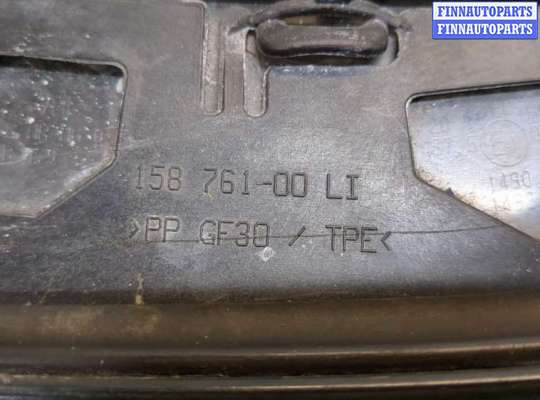 FINNAUTOPARTS
FINNAUTOPARTS
158 761-00 LI
>PP GF30 / TPE<